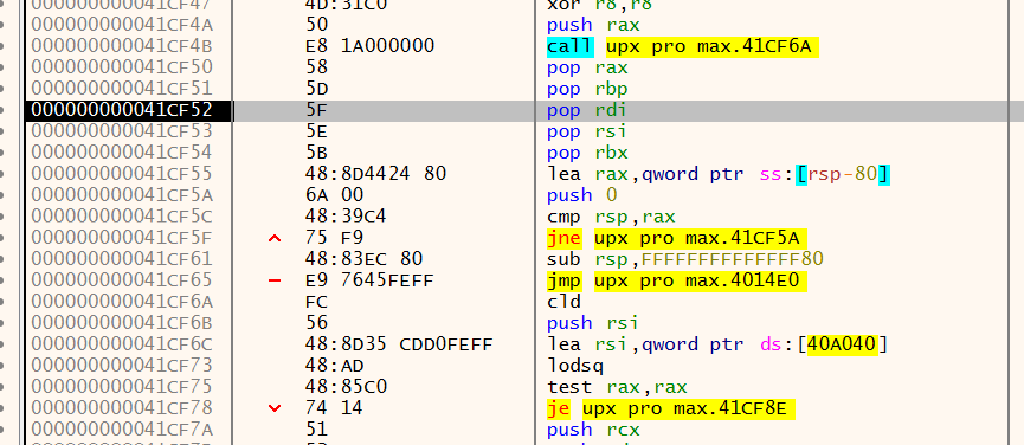 000000000041CF47 4D:31C0 xor r8,r8
000000000041CF4A 50 push rax
000000000041CF4B E8 1A000000 call upx pro max.41CF6A
000000000041CF50 58 pop rax
000000000041CF51 5D pop rbp
000000000041CF52 5F pop rdi
000000000041CF53 5E pop rsi
000000000041CF54 5B pop rbx
000000000041CF55 48:8D4424 80 lea rax,qword ptr ss:[rsp-80]
000000000041CF5A 6A 00 push 0
000000000041CF5C 48:39C4 cmp rsp,rax
000000000041CF5F 75 F9 jne upx pro max.41CF5A
000000000041CF61 48:83EC 80 sub rsp,FFFFFFFFFFFFFF80
000000000041CF65 E9 7645FEFF jmp upx pro max.4014E0
000000000041CF6A FC cld
000000000041CF6B 56 push rsi
000000000041CF6C 48:8D35 CDD0FEFF lea rsi,qword ptr ds:[40A040]
000000000041CF73 48:AD lodsq
000000000041CF75 48:85C0 test rax,rax
000000000041CF78 74 14 je upx pro max.41CF8E
000000000041CF7A 51 push rcx